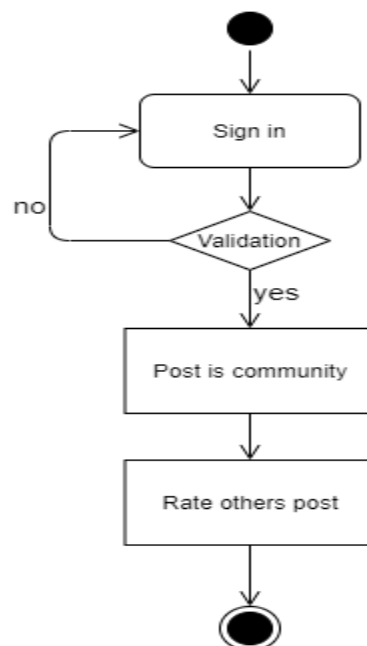 Sign in
Validation
no
yes
Post is community
Rate others post